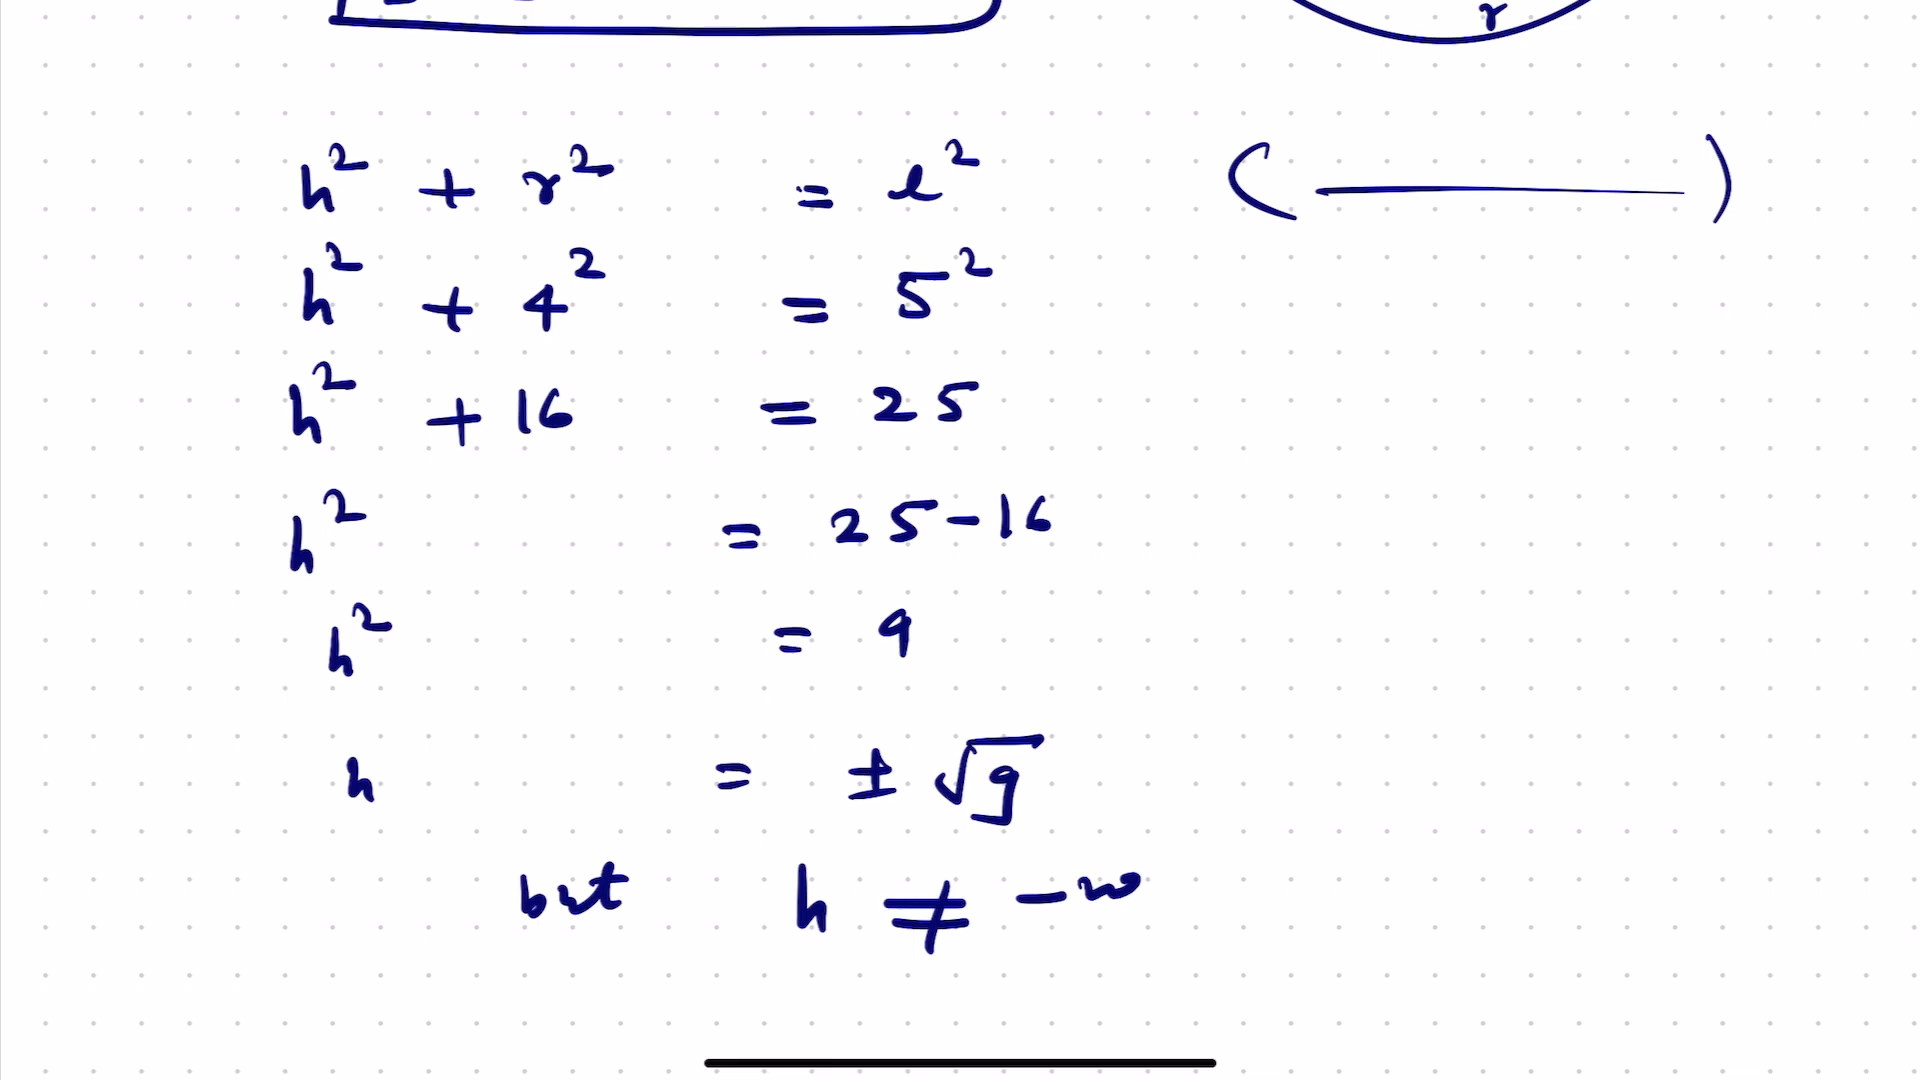 r
h² + r² = l²
( ———— )
h² + 4² = 5²
h² + 16 = 25
h² = 25-16
h² = 9
h = ± √9
but h ≠ -ve